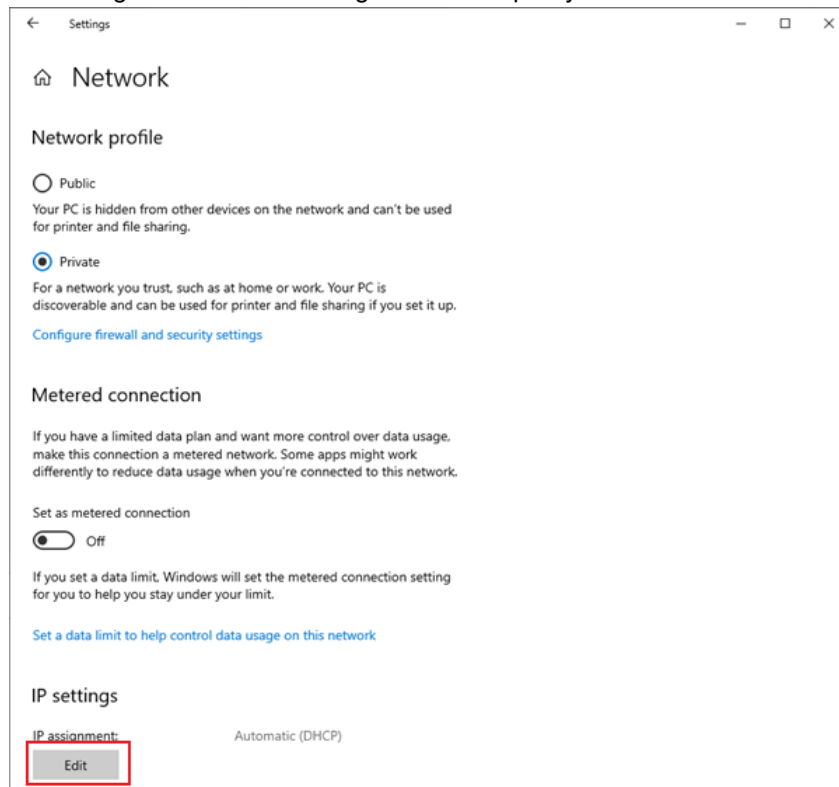 Settings
Network
Network profile
Public
Your PC is hidden from other devices on the network and can't be used
for printer and file sharing.
Private
For a network you trust, such as at home or work. Your PC is
discoverable and can be used for printer and file sharing if you set it up.
Configure firewall and security settings
Metered connection
If you have a limited data plan and want more control over data usage,
make this connection a metered network. Some apps might work
differently to reduce data usage when you're connected to this network.
Set as metered connection
Off
If you set a data limit, Windows will set the metered connection setting
for you to help you stay under your limit.
Set a data limit to help control data usage on this network
IP settings
IP assignment: Automatic (DHCP)
Edit